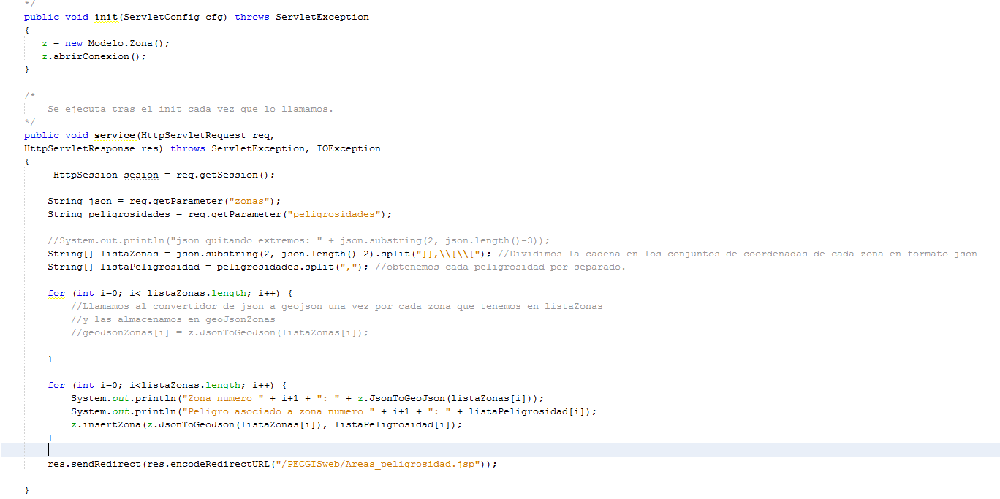 */
public void init(ServletConfig cfg) throws ServletException
{
z = new Modelo.Zona();
z.abrirConexion();
}
/*
Se ejecuta tras el init cada vez que lo llamamos.
*/
public void service(HttpServletRequest req,
HttpServletResponse res) throws ServletException, IOException
{
HttpSession sesion = req.getSession();
String json = req.getParameter("zonas");
String peligrosidades = req.getParameter("peligrosidades");
//System.out.println("json quitando extremos: " + json.substring(2, json.length()-3));
String[] listaZonas = json.substring(2, json.length()-2).split("]],\\[\\["); //Dividimos la cadena en los conjuntos de coordenadas de cada zona en formato json
String[] listaPeligrosidad = peligrosidades.split(","); //obtenemos cada peligrosidad por separado.
for (int i=0; i< listaZonas.length; i++) {
//Llamamos al convertidor de json a geojson una vez por cada zona que tenemos en listaZonas
//y las almacenamos en geoJsonZonas
//geoJsonZonas[i] = z.JsonToGeoJson(listaZonas[i]);
}
for (int i=0; i<listaZonas.length; i++) {
System.out.println("Zona numero " + i+1 + ": " + z.JsonToGeoJson(listaZonas[i]));
System.out.println("Peligro asociado a zona numero " + i+1 + ": " + listaPeligrosidad[i]);
z.insertZona(z.JsonToGeoJson(listaZonas[i]), listaPeligrosidad[i]);
}
res.sendRedirect(res.encodeRedirectURL("/PECGISweb/Areas_peligrosidad.jsp"));
}